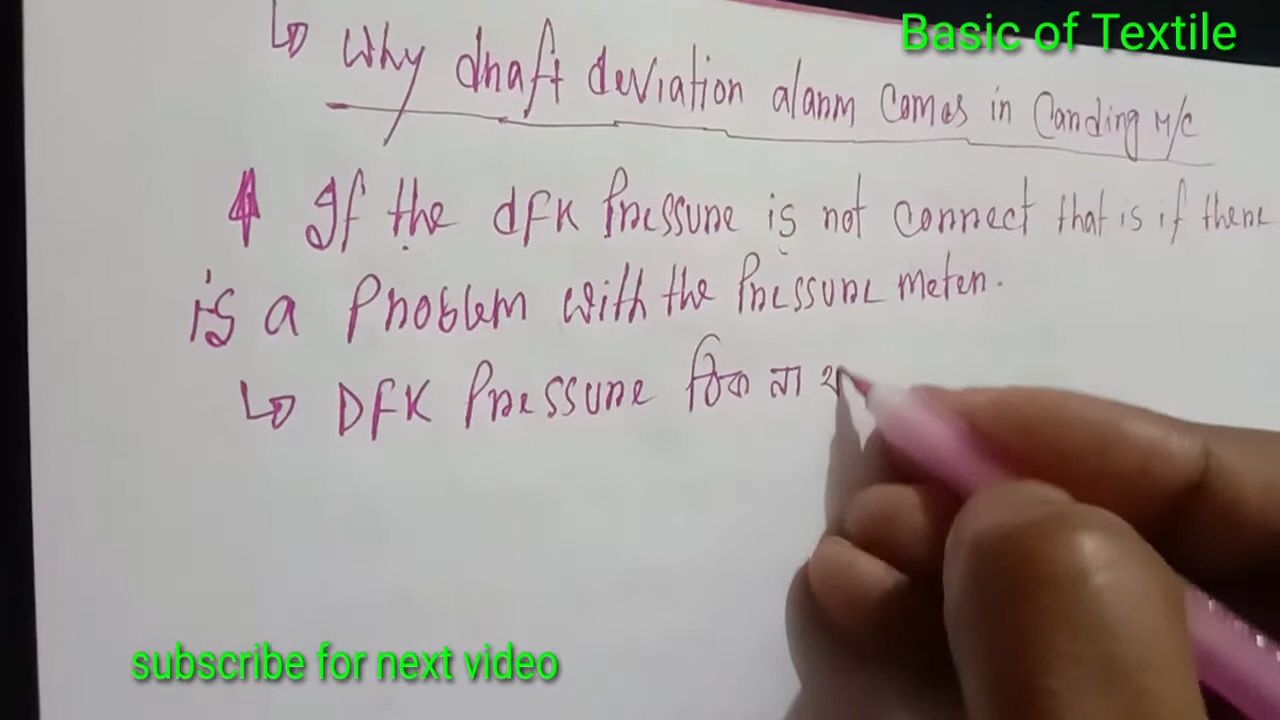 Basic of Textile
Why draft deviation alarm comes in Carding M/C
If the DFK Pressure is not correct that is if there
is a Problem with the Pressure meter.
DFK Pressure ঠিক না থ
subscribe for next video